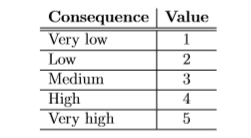 Consequence Value
Very low 1
Low 2
Medium 3
High 4
Very high 5